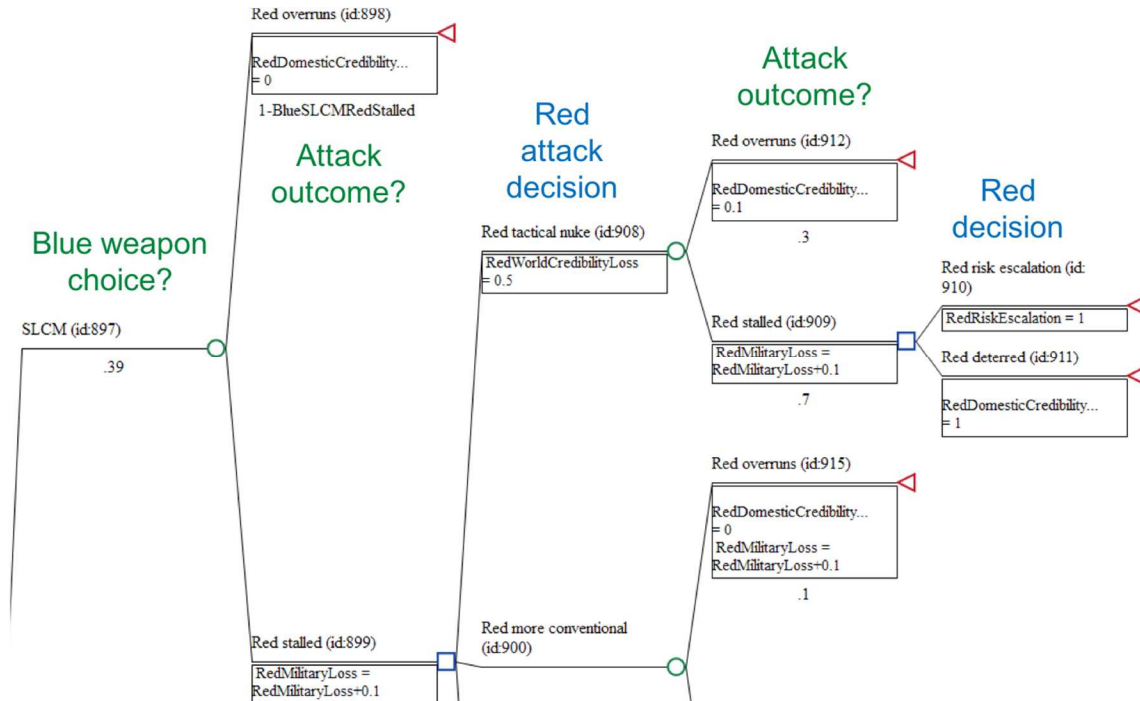 Red overruns (id:898)
RedDomesticCredibility...
= 0
1-BlueSLCMRedStalled
Attack
outcome?
Red
attack
decision
Attack
outcome?
Red overruns (id:912)
RedDomesticCredibility...
= 0.1
.3
Red
decision
Blue weapon
choice?
SLCM (id:897)
.39
Red tactical nuke (id:908)
RedWorldCredibilityLoss
= 0.5
Red risk escalation (id:
910)
RedRiskEscalation = 1
Red stalled (id:909)
RedMilitaryLoss =
RedMilitaryLoss+0.1
.7
Red deterred (id:911)
RedDomesticCredibility...
= 1
Red overruns (id:915)
RedDomesticCredibility...
= 0
RedMilitaryLoss =
RedMilitaryLoss+0.1
.1
Red stalled (id:899)
RedMilitaryLoss =
RedMilitaryLoss+0.1
Red more conventional
(id:900)